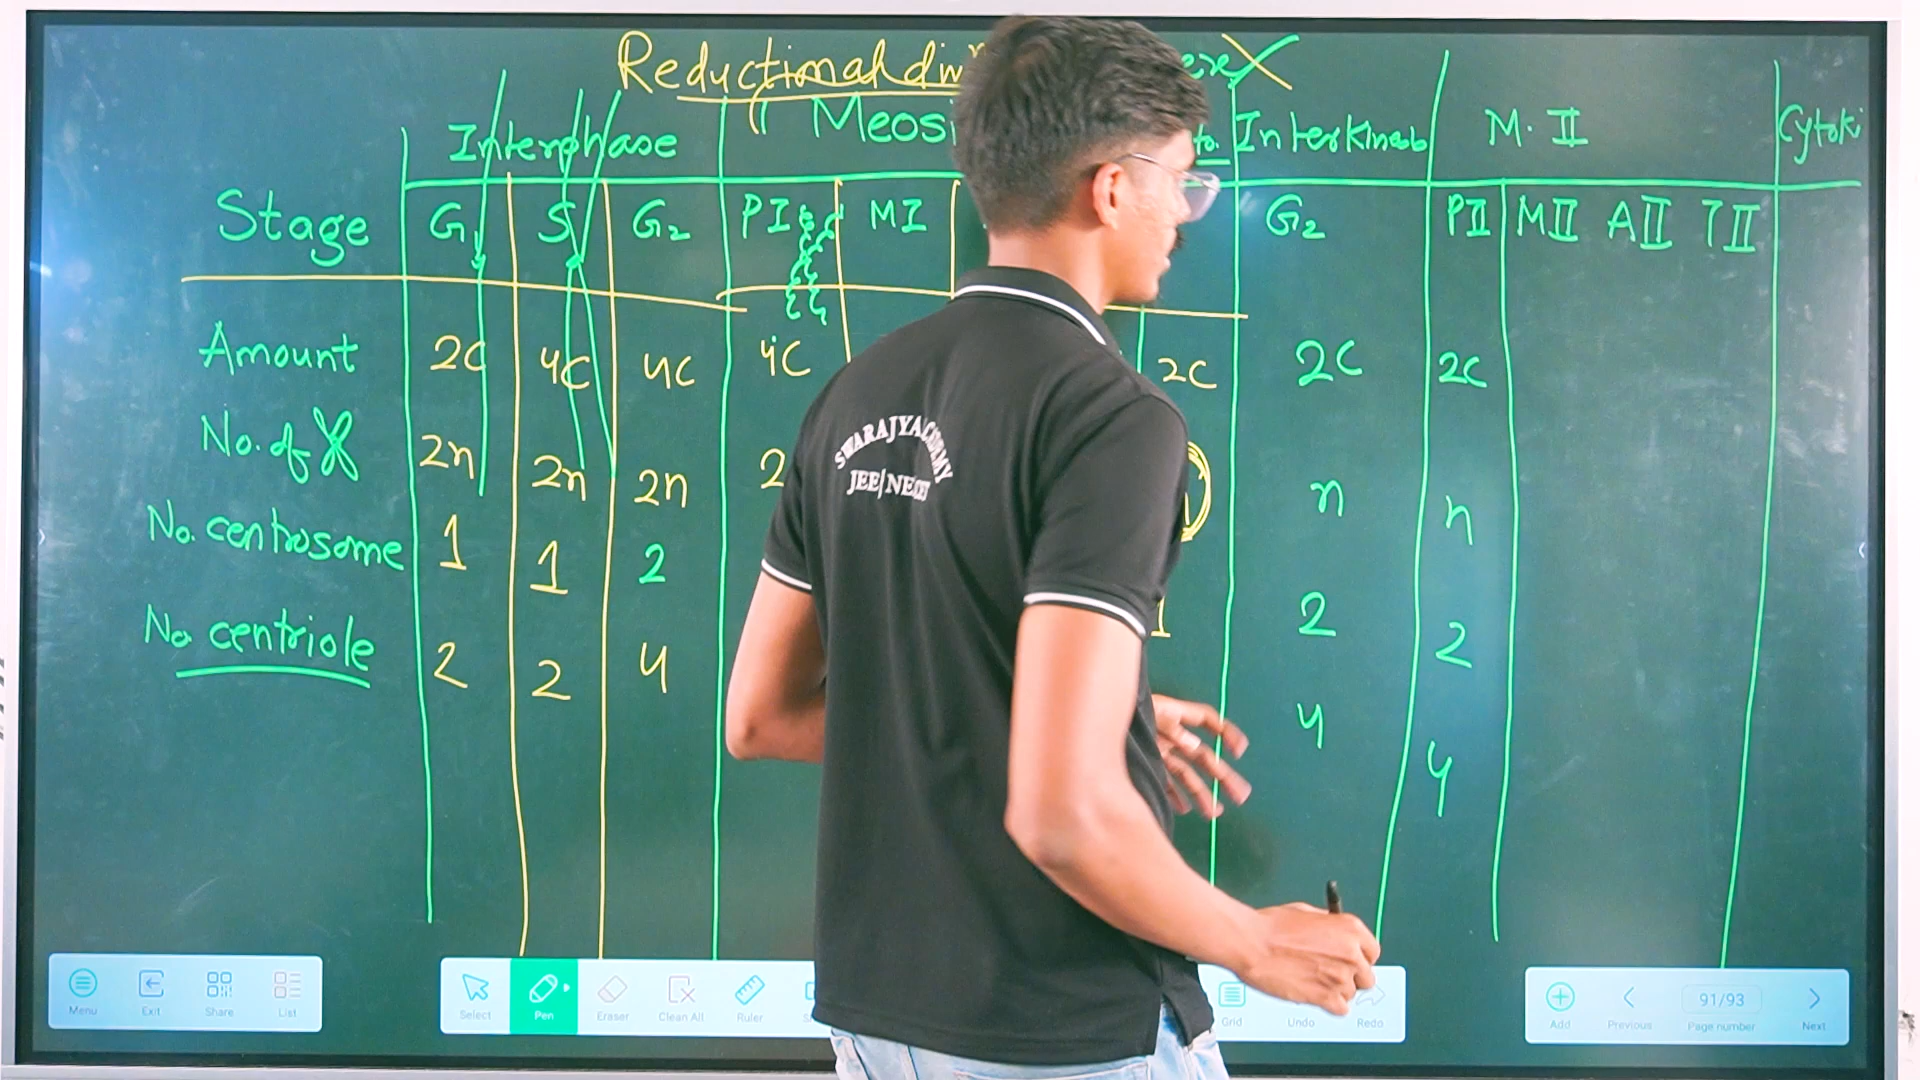 Reductional
Interphase Meosi to. Interkinesis M. II Cytoki
Stage G1 S G2 PI MI G2 PII MII AII TII
Amount 2C 4C 4C 4C 2C 2C 2C
No. of 2n 2n 2n 2 n n
No. centrosome 1 1 2 1 2 2
No centriole 2 2 4 4 4
SWARAJYA ACADEMY
JEE|NEET
Menu Exit Share List Select Pen Eraser Clean All Ruler Grid Undo Redo Add Previous 91/93 Page number Next